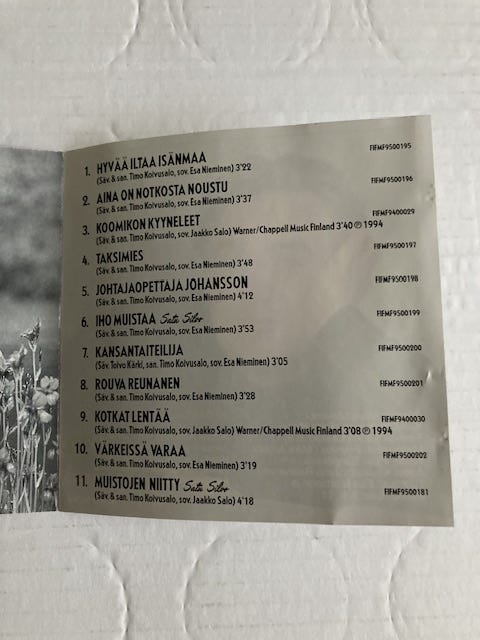 1. HYVÄÄ ILTAA ISÄNMAA FIFMF9500195
(Säv. & san. Timo Koivusalo, sov. Esa Nieminen) 3'22
2. AINA ON NOTKOSTA NOUSTU FIFMF9500196
(Säv. & san. Timo Koivusalo, sov. Esa Nieminen) 3'37
3. KOOMIKON KYYNELEET FIFMF9400029
(Säv. & san. Timo Koivusalo, sov. Jaakko Salo) Warner/Chappell Music Finland 3'40 ℗ 1994
4. TAKSIMIES FIFMF9500197
(Säv. & san. Timo Koivusalo, sov. Esa Nieminen) 3'48
5. JOHTAJAOPETTAJA JOHANSSON FIFMF9500198
(Säv. & san. Timo Koivusalo, sov. Esa Nieminen) 4'12
6. IHO MUISTAA Satu Silvo FIFMF9500199
(Säv. & san. Timo Koivusalo, sov. Esa Nieminen) 3'53
7. KANSANTAITEILIJA FIFMF9500200
(Säv. Toivo Kärki, san. Timo Koivusalo, sov. Esa Nieminen) 3'05
8. ROUVA REUNANEN FIFMF9500201
(Säv. & san. Timo Koivusalo, sov. Esa Nieminen) 3'28
9. KOTKAT LENTÄÄ FIFMF9400030
(Säv. & san. Timo Koivusalo, sov. Jaakko Salo) Warner/Chappell Music Finland 3'08 ℗ 1994
10. VÄRKEISSÄ VARAA FIFMF9500202
(Säv. & san. Timo Koivusalo, sov. Esa Nieminen) 3'19
11. MUISTOJEN NIITTY Satu Silvo FIFMF9500181
(Säv. & san. Timo Koivusalo, sov. Jaakko Salo) 4'18